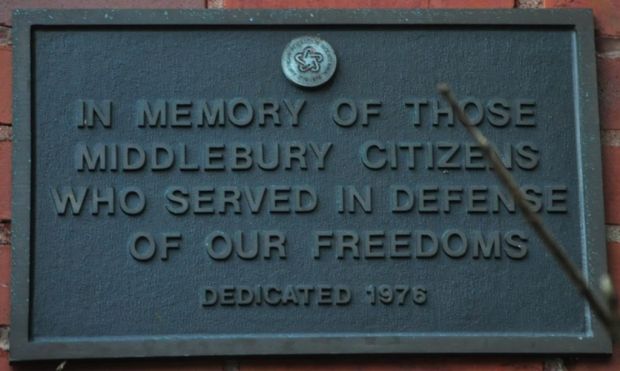 IN MEMORY OF THOSE
MIDDLEBURY CITIZENS
WHO SERVED IN DEFENSE
OF OUR FREEDOMS
DEDICATED 1976